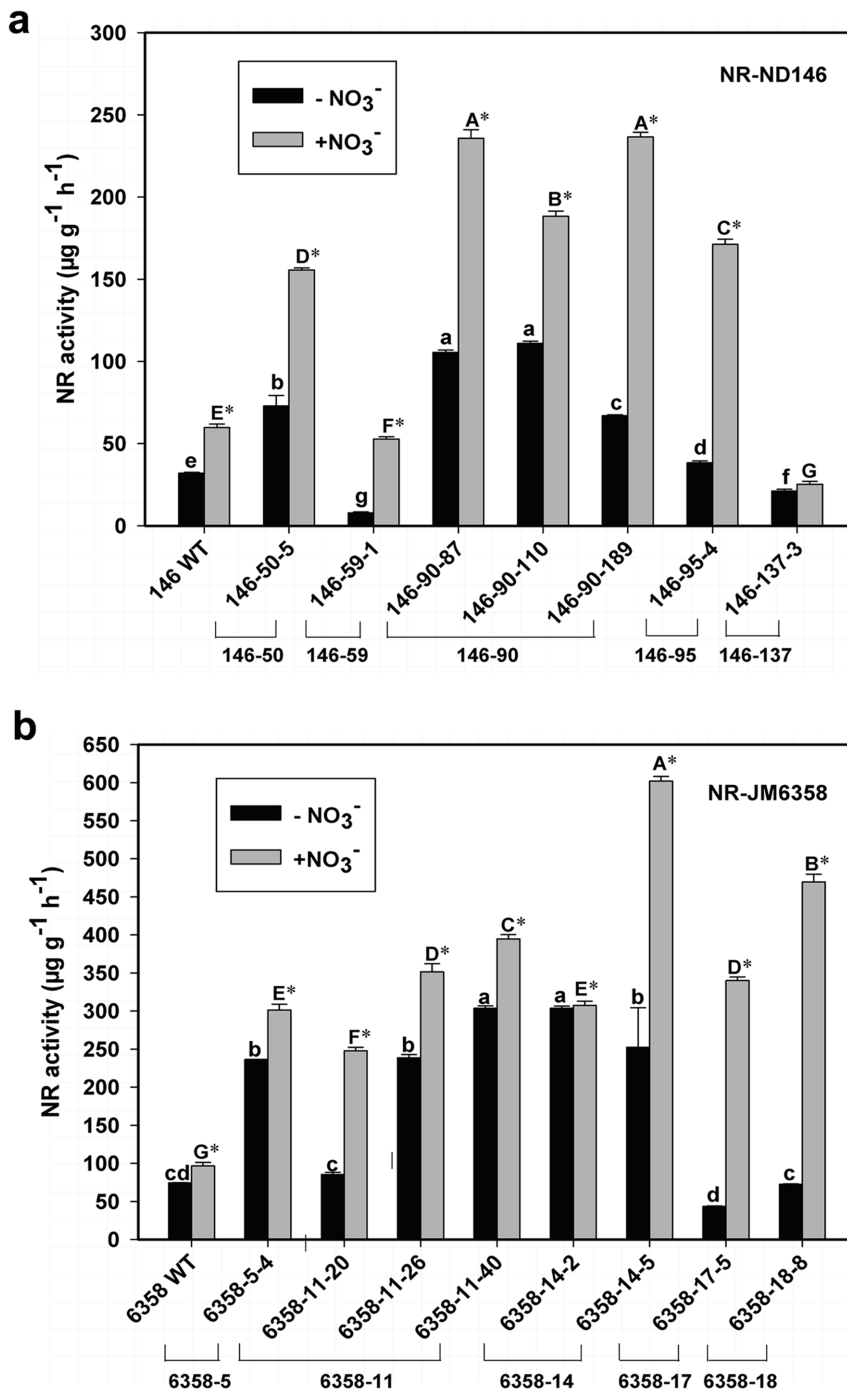 a
NR-ND146
- NO₃⁻
+NO₃⁻
NR activity (µg g⁻¹ h⁻¹)
300
250
200
150
100
50
0
e E* b D* g F* a A* a B* c A* d C* f G
146 WT 146-50-5 146-59-1 146-90-87 146-90-110 146-90-189 146-95-4 146-137-3
146-50 146-59 146-90 146-95 146-137
b
NR-JM6358
- NO₃⁻
+NO₃⁻
NR activity (µg g⁻¹ h⁻¹)
650
600
550
500
450
400
350
300
250
200
150
100
50
0
cd G* b E* c F* b D* a C* a E* b A* d D* c B*
6358 WT 6358-5-4 6358-11-20 6358-11-26 6358-11-40 6358-14-2 6358-14-5 6358-17-5 6358-18-8
6358-5 6358-11 6358-14 6358-17 6358-18